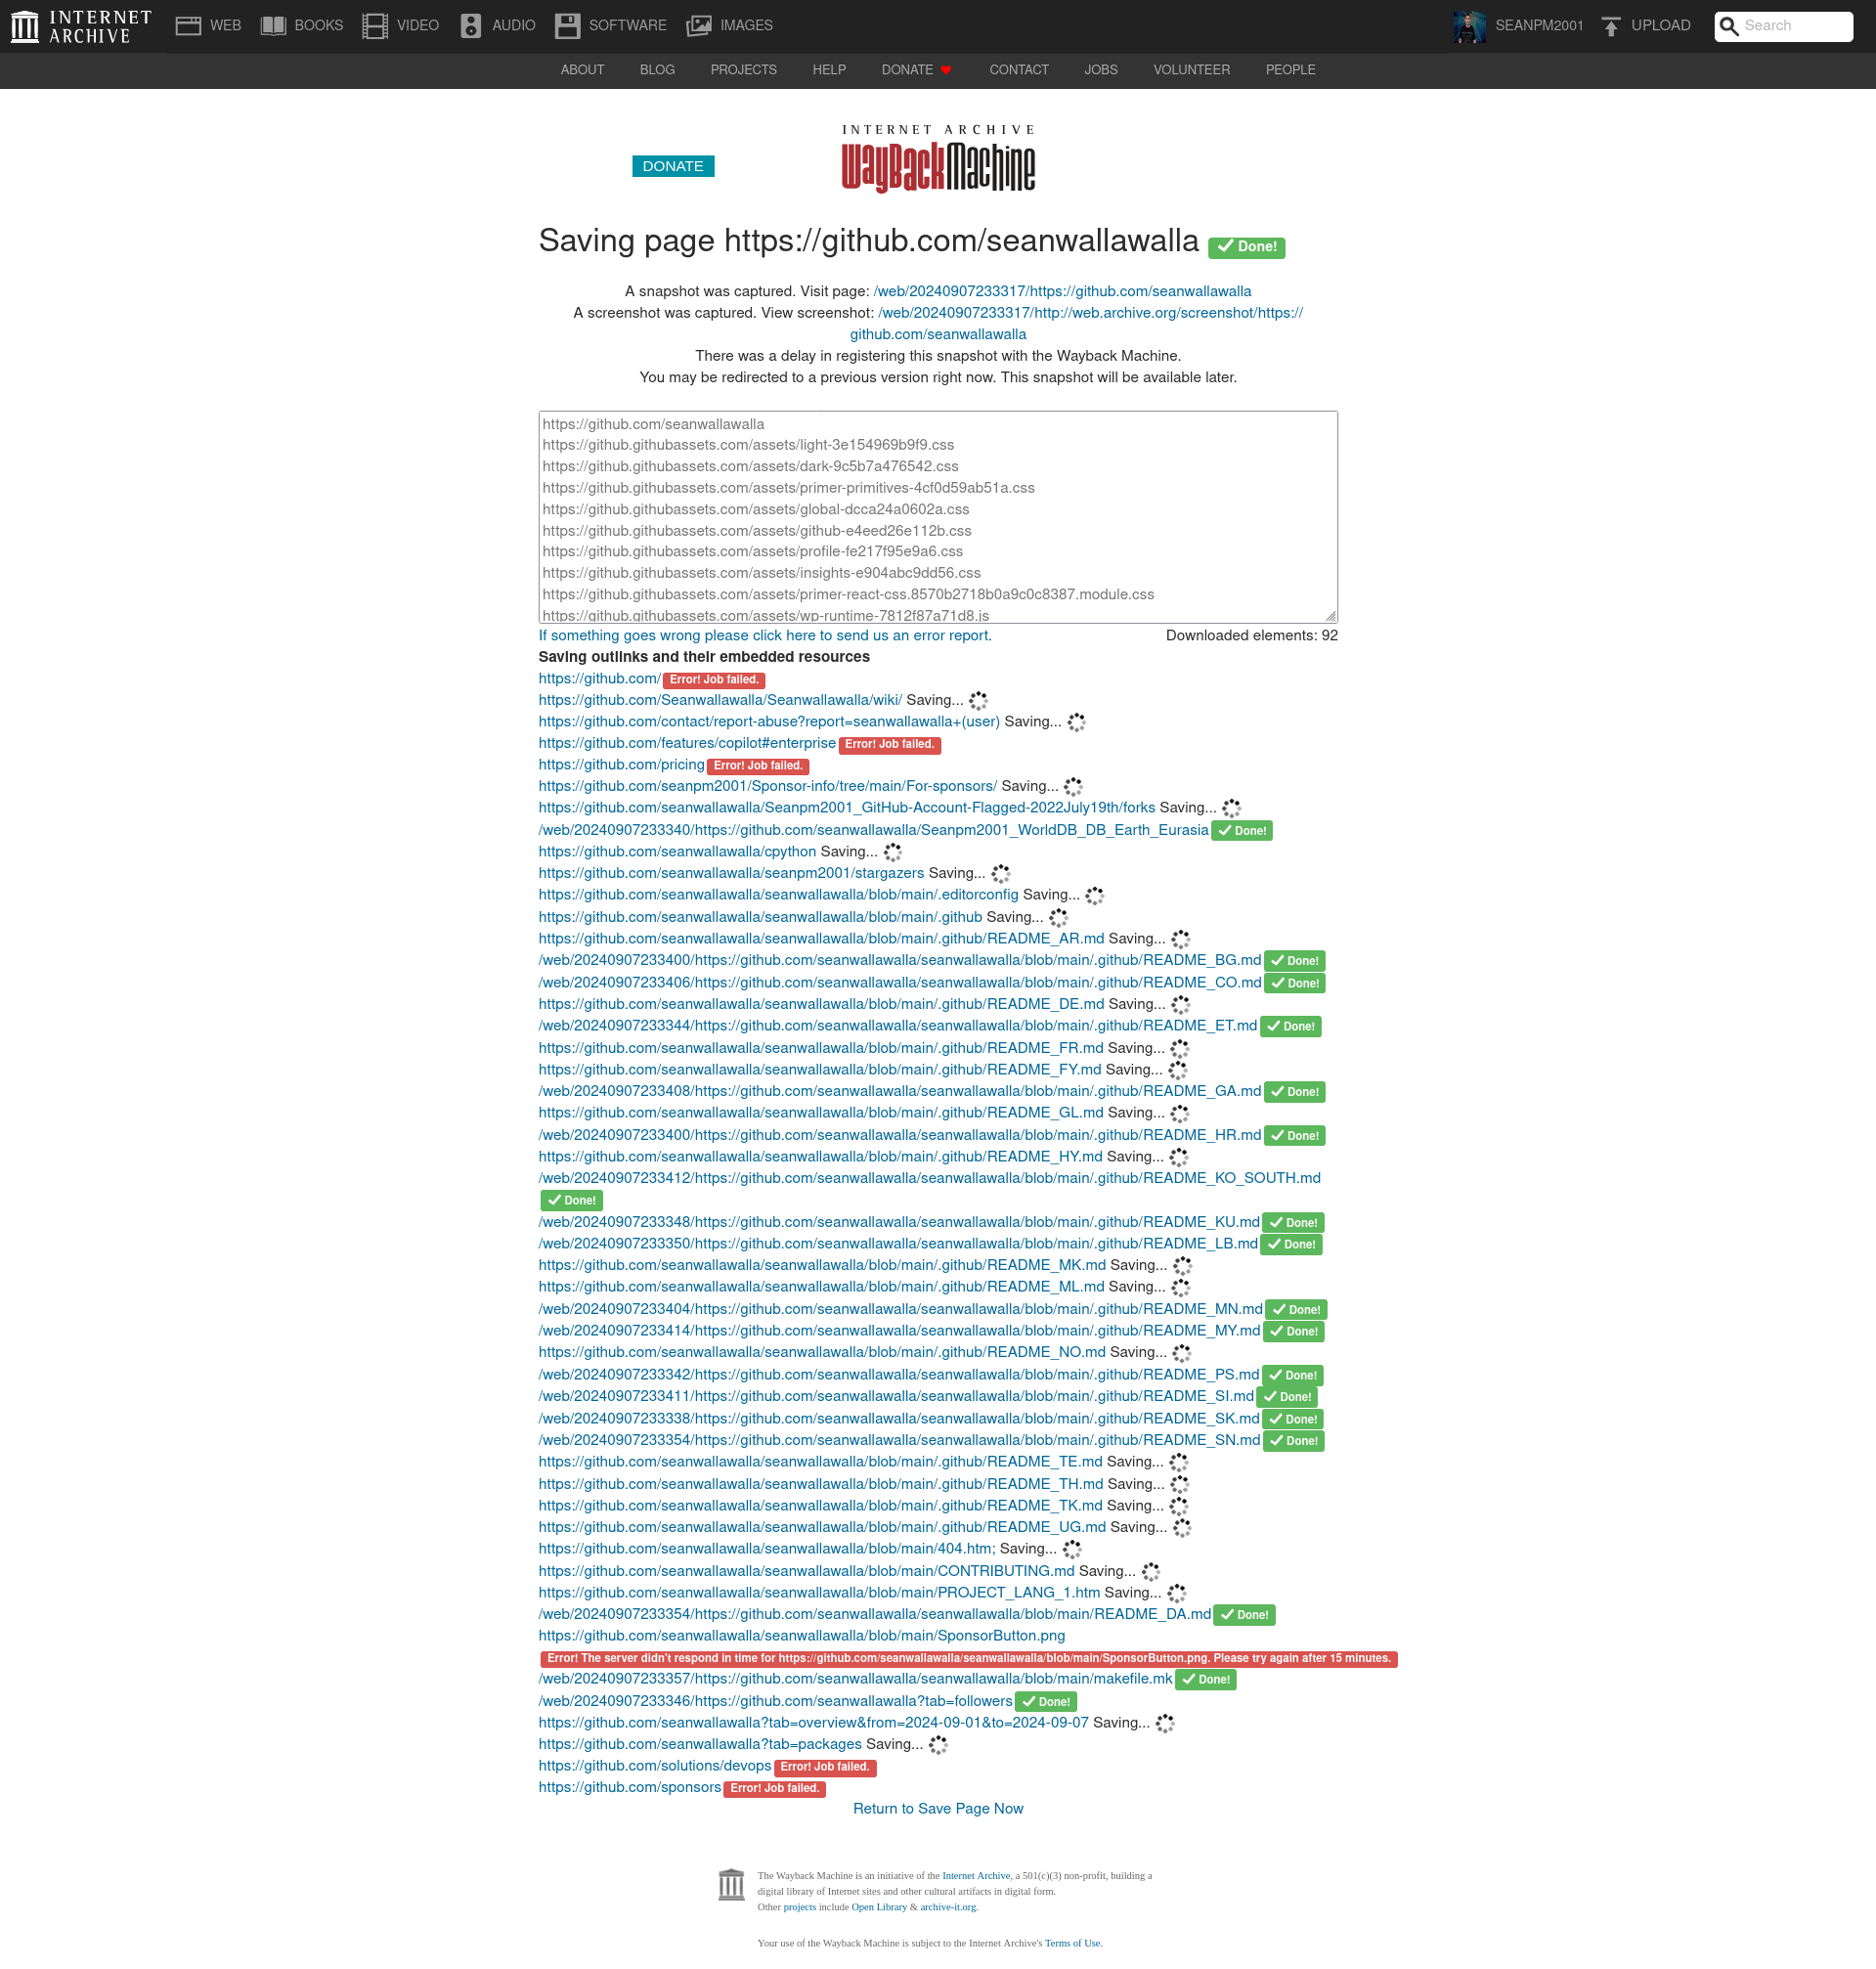 INTERNET ARCHIVE
WEB BOOKS VIDEO AUDIO SOFTWARE IMAGES SEANPM2001 UPLOAD Search
ABOUT BLOG PROJECTS HELP DONATE CONTACT JOBS VOLUNTEER PEOPLE
INTERNET ARCHIVE
WayBackMachine
DONATE
Saving page https://github.com/seanwallawalla Done!
A snapshot was captured. Visit page: /web/20240907233317/https://github.com/seanwallawalla
A screenshot was captured. View screenshot: /web/20240907233317/http://web.archive.org/screenshot/https://
github.com/seanwallawalla
There was a delay in registering this snapshot with the Wayback Machine.
You may be redirected to a previous version right now. This snapshot will be available later.
https://github.com/seanwallawalla
https://github.githubassets.com/assets/light-3e154969b9f9.css
https://github.githubassets.com/assets/dark-9c5b7a476542.css
https://github.githubassets.com/assets/primer-primitives-4cf0d59ab51a.css
https://github.githubassets.com/assets/global-dcca24a0602a.css
https://github.githubassets.com/assets/github-e4eed26e112b.css
https://github.githubassets.com/assets/profile-fe217f95e9a6.css
https://github.githubassets.com/assets/insights-e904abc9dd56.css
https://github.githubassets.com/assets/primer-react-css.8570b2718b0a9c0c8387.module.css
https://github.githubassets.com/assets/wp-runtime-7812f87a71d8.js
If something goes wrong please click here to send us an error report. Downloaded elements: 92
Saving outlinks and their embedded resources
https://github.com/ Error! Job failed.
https://github.com/Seanwallawalla/Seanwallawalla/wiki/ Saving...
https://github.com/contact/report-abuse?report=seanwallawalla+(user) Saving...
https://github.com/features/copilot#enterprise Error! Job failed.
https://github.com/pricing Error! Job failed.
https://github.com/seanpm2001/Sponsor-info/tree/main/For-sponsors/ Saving...
https://github.com/seanwallawalla/Seanpm2001_GitHub-Account-Flagged-2022July19th/forks Saving...
/web/20240907233340/https://github.com/seanwallawalla/Seanpm2001_WorldDB_DB_Earth_Eurasia Done!
https://github.com/seanwallawalla/cpython Saving...
https://github.com/seanwallawalla/seanpm2001/stargazers Saving...
https://github.com/seanwallawalla/seanwallawalla/blob/main/.editorconfig Saving...
https://github.com/seanwallawalla/seanwallawalla/blob/main/.github Saving...
https://github.com/seanwallawalla/seanwallawalla/blob/main/.github/README_AR.md Saving...
/web/20240907233400/https://github.com/seanwallawalla/seanwallawalla/blob/main/.github/README_BG.md Done!
/web/20240907233406/https://github.com/seanwallawalla/seanwallawalla/blob/main/.github/README_CO.md Done!
https://github.com/seanwallawalla/seanwallawalla/blob/main/.github/README_DE.md Saving...
/web/20240907233344/https://github.com/seanwallawalla/seanwallawalla/blob/main/.github/README_ET.md Done!
https://github.com/seanwallawalla/seanwallawalla/blob/main/.github/README_FR.md Saving...
https://github.com/seanwallawalla/seanwallawalla/blob/main/.github/README_FY.md Saving...
/web/20240907233408/https://github.com/seanwallawalla/seanwallawalla/blob/main/.github/README_GA.md Done!
https://github.com/seanwallawalla/seanwallawalla/blob/main/.github/README_GL.md Saving...
/web/20240907233400/https://github.com/seanwallawalla/seanwallawalla/blob/main/.github/README_HR.md Done!
https://github.com/seanwallawalla/seanwallawalla/blob/main/.github/README_HY.md Saving...
/web/20240907233412/https://github.com/seanwallawalla/seanwallawalla/blob/main/.github/README_KO_SOUTH.md
Done!
/web/20240907233348/https://github.com/seanwallawalla/seanwallawalla/blob/main/.github/README_KU.md Done!
/web/20240907233350/https://github.com/seanwallawalla/seanwallawalla/blob/main/.github/README_LB.md Done!
https://github.com/seanwallawalla/seanwallawalla/blob/main/.github/README_MK.md Saving...
https://github.com/seanwallawalla/seanwallawalla/blob/main/.github/README_ML.md Saving...
/web/20240907233404/https://github.com/seanwallawalla/seanwallawalla/blob/main/.github/README_MN.md Done!
/web/20240907233414/https://github.com/seanwallawalla/seanwallawalla/blob/main/.github/README_MY.md Done!
https://github.com/seanwallawalla/seanwallawalla/blob/main/.github/README_NO.md Saving...
/web/20240907233342/https://github.com/seanwallawalla/seanwallawalla/blob/main/.github/README_PS.md Done!
/web/20240907233411/https://github.com/seanwallawalla/seanwallawalla/blob/main/.github/README_SI.md Done!
/web/20240907233338/https://github.com/seanwallawalla/seanwallawalla/blob/main/.github/README_SK.md Done!
/web/20240907233354/https://github.com/seanwallawalla/seanwallawalla/blob/main/.github/README_SN.md Done!
https://github.com/seanwallawalla/seanwallawalla/blob/main/.github/README_TE.md Saving...
https://github.com/seanwallawalla/seanwallawalla/blob/main/.github/README_TH.md Saving...
https://github.com/seanwallawalla/seanwallawalla/blob/main/.github/README_TK.md Saving...
https://github.com/seanwallawalla/seanwallawalla/blob/main/.github/README_UG.md Saving...
https://github.com/seanwallawalla/seanwallawalla/blob/main/404.htm; Saving...
https://github.com/seanwallawalla/seanwallawalla/blob/main/CONTRIBUTING.md Saving...
https://github.com/seanwallawalla/seanwallawalla/blob/main/PROJECT_LANG_1.htm Saving...
/web/20240907233354/https://github.com/seanwallawalla/seanwallawalla/blob/main/README_DA.md Done!
https://github.com/seanwallawalla/seanwallawalla/blob/main/SponsorButton.png
Error! The server didn't respond in time for https://github.com/seanwallawalla/seanwallawalla/blob/main/SponsorButton.png. Please try again after 15 minutes.
/web/20240907233357/https://github.com/seanwallawalla/seanwallawalla/blob/main/makefile.mk Done!
/web/20240907233346/https://github.com/seanwallawalla?tab=followers Done!
https://github.com/seanwallawalla?tab=overview&from=2024-09-01&to=2024-09-07 Saving...
https://github.com/seanwallawalla?tab=packages Saving...
https://github.com/solutions/devops Error! Job failed.
https://github.com/sponsors Error! Job failed.
Return to Save Page Now
The Wayback Machine is an initiative of the Internet Archive, a 501(c)(3) non-profit, building a
digital library of Internet sites and other cultural artifacts in digital form.
Other projects include Open Library & archive-it.org.
Your use of the Wayback Machine is subject to the Internet Archive's Terms of Use.